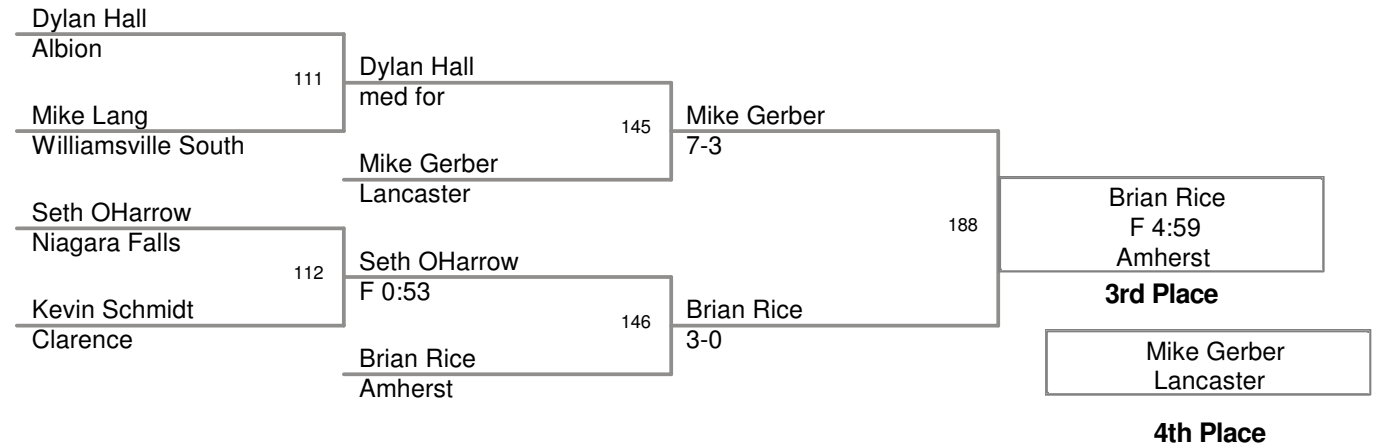 Dylan Hall
Albion
111
Mike Lang
Williamsville South
Seth OHarrow
Niagara Falls
112
Kevin Schmidt
Clarence
Dylan Hall
med for
145
Mike Gerber
Lancaster
Seth OHarrow
F 0:53
146
Brian Rice
Amherst
Mike Gerber
7-3
188
Brian Rice
3-0
Brian Rice
F 4:59
Amherst
3rd Place
Mike Gerber
Lancaster
4th Place